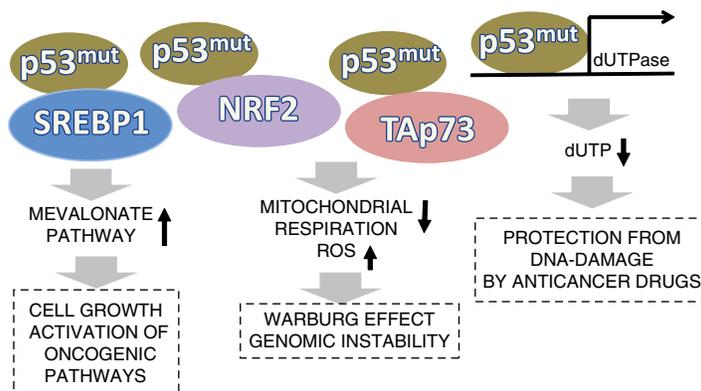 p53mut
SREBP1
MEVALONATE
PATHWAY
CELL GROWTH
ACTIVATION OF
ONCOGENIC
PATHWAYS
p53mut
NRF2
p53mut
TAp73
MITOCHONDRIAL
RESPIRATION
ROS
WARBURG EFFECT
GENOMIC INSTABILITY
p53mut
dUTPase
dUTP
PROTECTION FROM
DNA-DAMAGE
BY ANTICANCER DRUGS